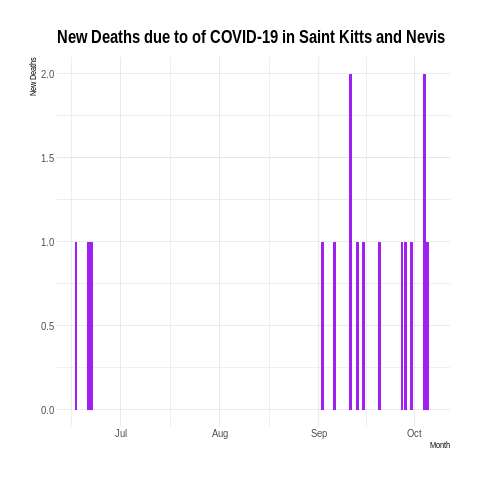 New Deaths due to of COVID-19 in Saint Kitts and Nevis
New Deaths
2.0
1.5
1.0
0.5
0.0
Jul Aug Sep Oct
Month